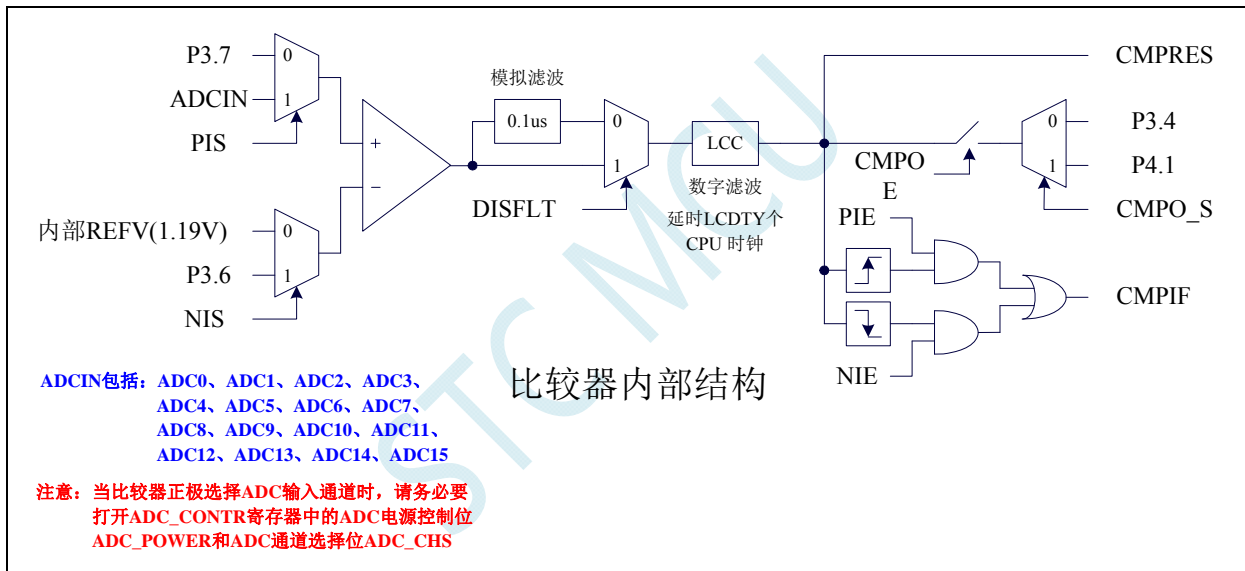 P3.7
0
ADCIN
1
PIS
+
−
内部REFV(1.19V)
0
P3.6
1
NIS
模拟滤波
0.1us
0
1
DISFLT
LCC
数字滤波
延时LCDTY个
CPU 时钟
CMPRES
CMPO
E
0
P3.4
1
P4.1
CMPO_S
PIE
CMPIF
NIE
比较器内部结构
ADCIN包括：ADC0、ADC1、ADC2、ADC3、
ADC4、ADC5、ADC6、ADC7、
ADC8、ADC9、ADC10、ADC11、
ADC12、ADC13、ADC14、ADC15
注意：当比较器正极选择ADC输入通道时，请务必要
打开ADC_CONTR寄存器中的ADC电源控制位
ADC_POWER和ADC通道选择位ADC_CHS
STC MCU